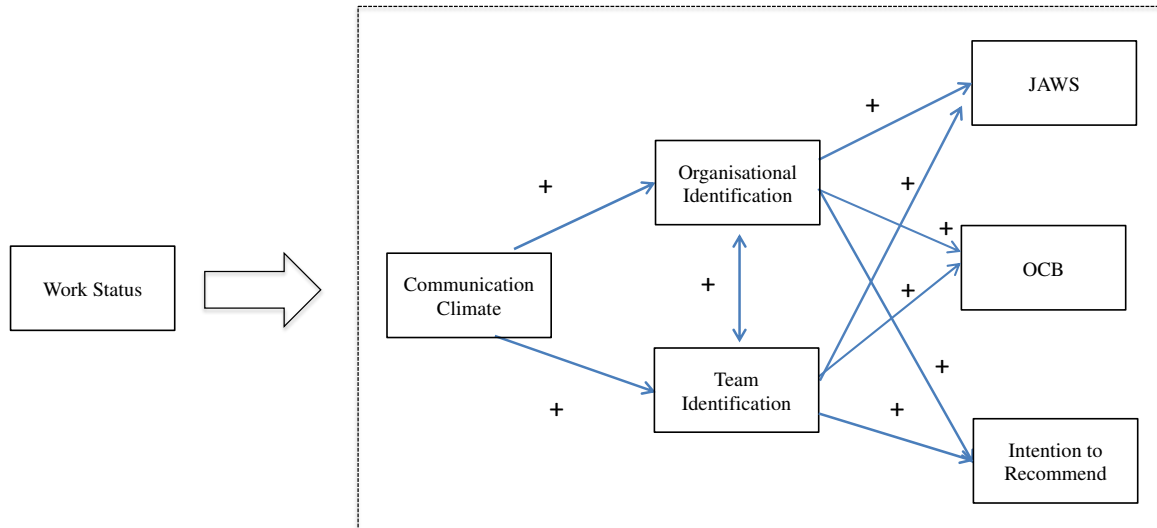 Work Status
Communication
Climate
+
+
Organisational
Identification
+
Team
Identification
+
+
+
+
+
+
JAWS
OCB
Intention to
Recommend